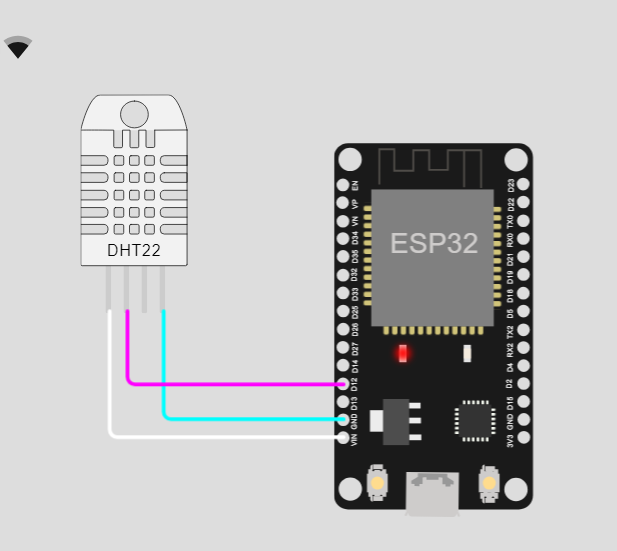 DHT22
ESP32
EN
VP
VN
D34
D35
D32
D33
D25
D26
D27
D14
D12
D13
GND
VIN
D23
D22
TX0
RX0
D21
D19
D18
D5
TX2
RX2
D4
D2
D15
GND
3V3